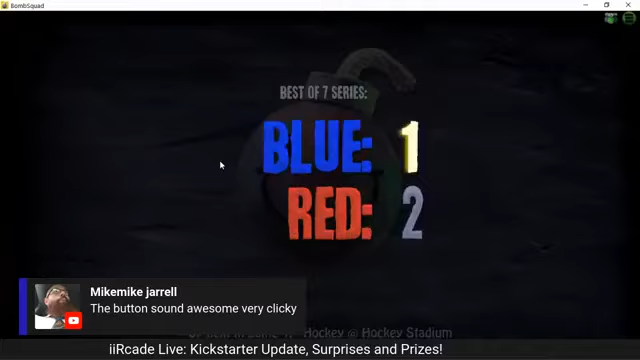 BombSquad
BEST OF 7 SERIES:
BLUE: 1
RED: 2
Mikemike jarrell
The button sound awesome very clicky
Hockey @ Hockey Stadium
iiRcade Live: Kickstarter Update, Surprises and Prizes!